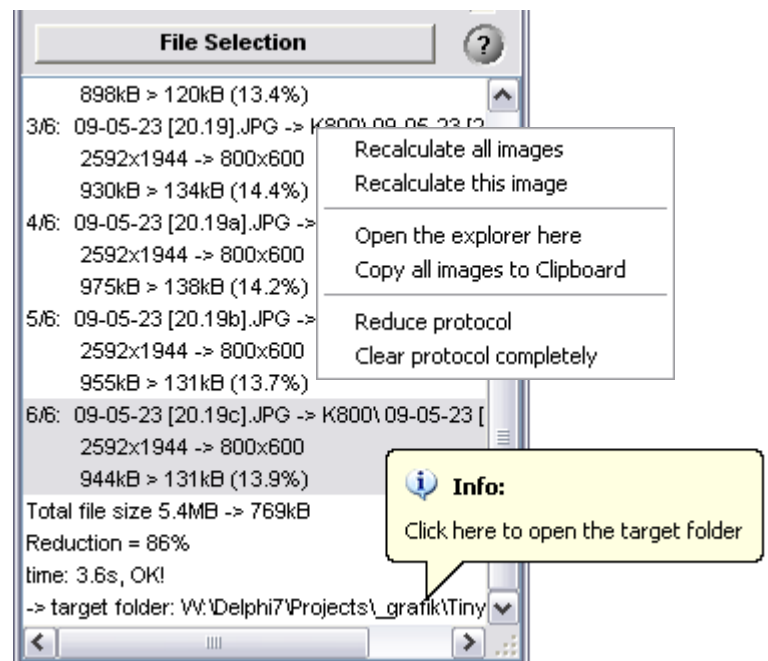 File Selection
?
898kB > 120kB (13.4%)
3/6: 09-05-23 [20.19].JPG -> K800\ 09-05-23 [2
2592x1944 -> 800x600
930kB > 134kB (14.4%)
4/6: 09-05-23 [20.19a].JPG ->
2592x1944 -> 800x600
975kB > 138kB (14.2%)
5/6: 09-05-23 [20.19b].JPG ->
2592x1944 -> 800x600
955kB > 131kB (13.7%)
6/6: 09-05-23 [20.19c].JPG -> K800\ 09-05-23 [
2592x1944 -> 800x600
944kB > 131kB (13.9%)
Total file size 5.4MB -> 769kB
Reduction = 86%
time: 3.6s, OK!
-> target folder: W:\Delphi7\Projects\_grafik\Tiny
Recalculate all images
Recalculate this image
Open the explorer here
Copy all images to Clipboard
Reduce protocol
Clear protocol completely
Info:
Click here to open the target folder